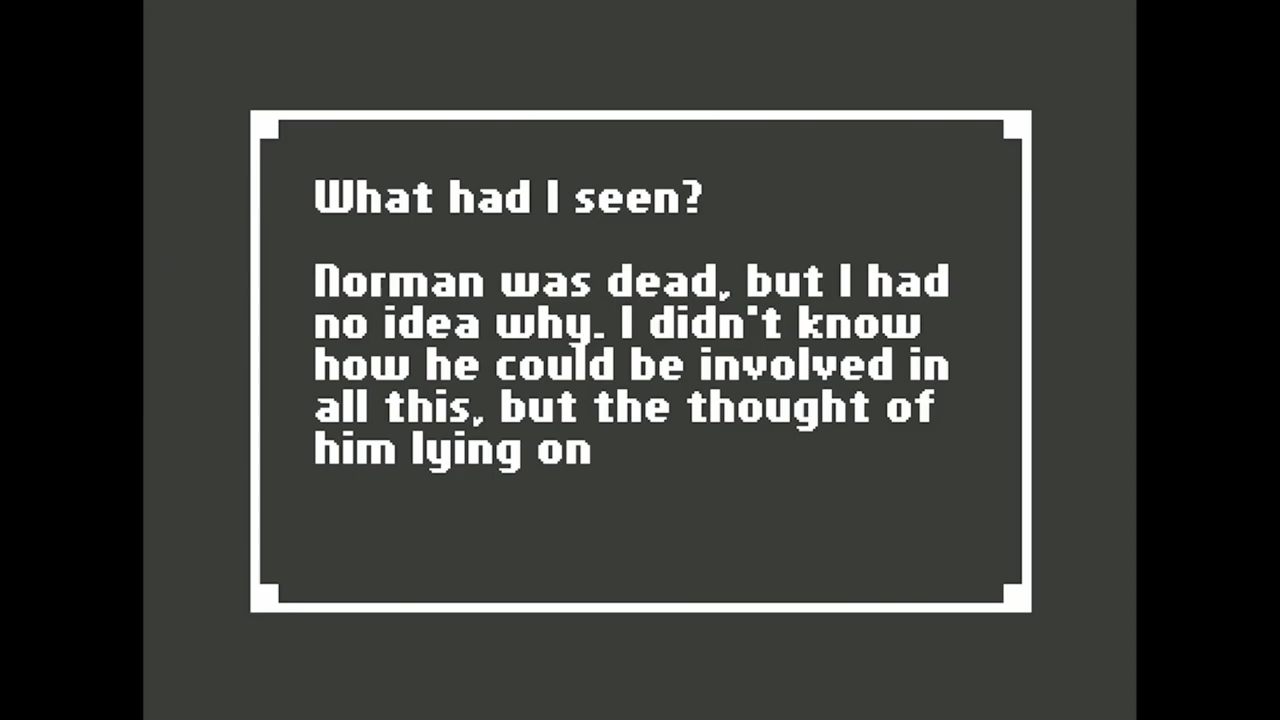 What had I seen?
Norman was dead, but I had
no idea why. I didn't know
how he could be involved in
all this, but the thought of
him lying on